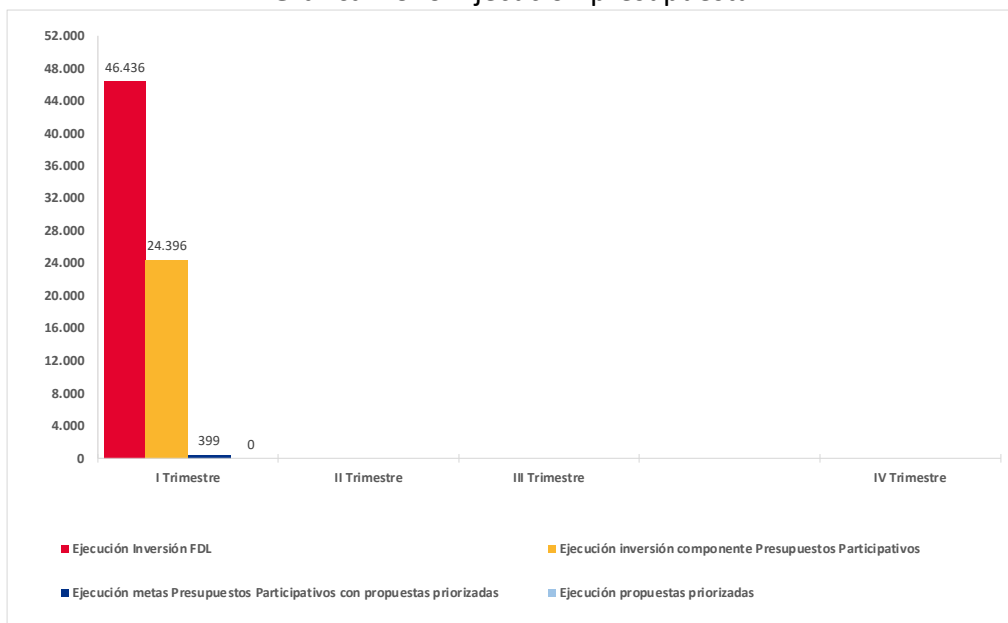 52.000
48.000
44.000
40.000
36.000
32.000
28.000
24.000
20.000
16.000
12.000
8.000
4.000
0
46.436
24.396
399
0
I Trimestre
II Trimestre
III Trimestre
IV Trimestre
Ejecución Inversión FDL
Ejecución inversión componente Presupuestos Participativos
Ejecución metas Presupuestos Participativos con propuestas priorizadas
Ejecución propuestas priorizadas